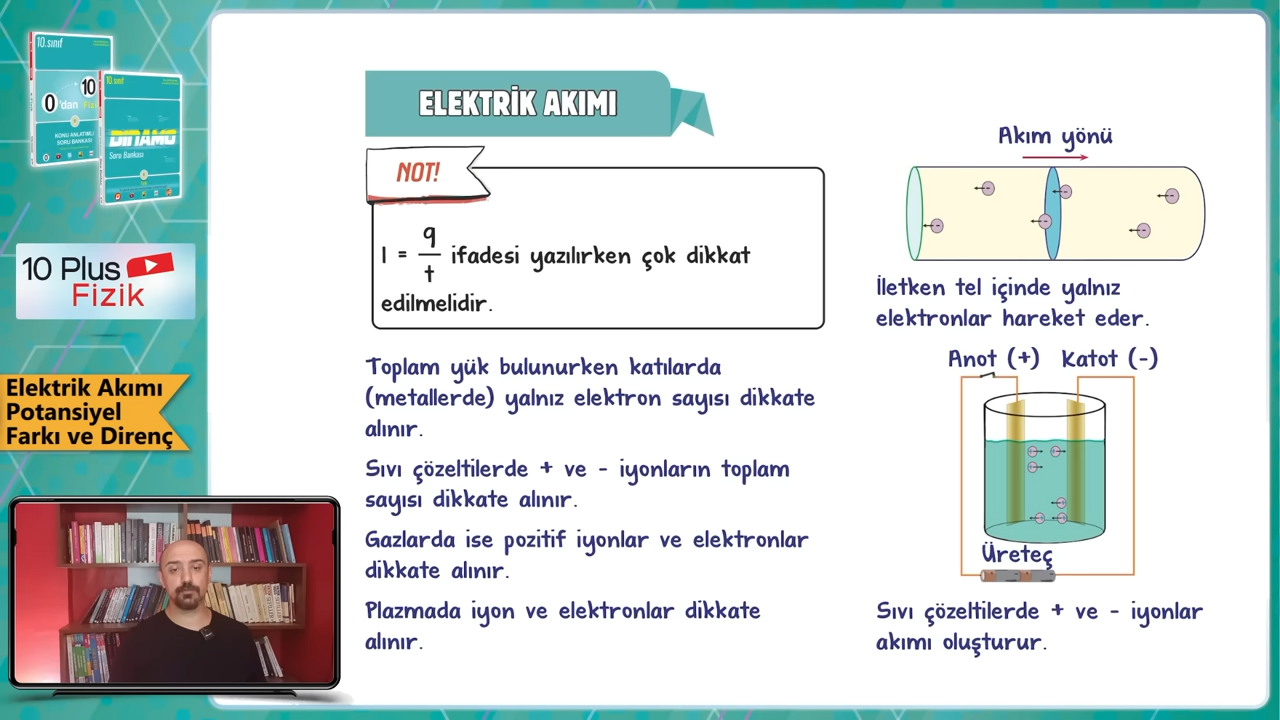 10.sınıf
0'dan 10
Fizik
KONU ANLATIMLI
SORU BANKASI
10.sınıf
DINAMO
Soru Bankası
10 Plus
Fizik
Elektrik Akımı
Potansiyel
Farkı ve Direnç
ELEKTRİK AKIMI
NOT!
I = q/t ifadesi yazılırken çok dikkat
edilmelidir.
Toplam yük bulunurken katılarda
(metallerde) yalnız elektron sayısı dikkate
alınır.
Sıvı çözeltilerde + ve - iyonların toplam
sayısı dikkate alınır.
Gazlarda ise pozitif iyonlar ve elektronlar
dikkate alınır.
Plazmada iyon ve elektronlar dikkate
alınır.
Akım yönü
İletken tel içinde yalnız
elektronlar hareket eder.
Anot (+) Katot (-)
Üreteç
Sıvı çözeltilerde + ve - iyonlar
akımı oluşturur.